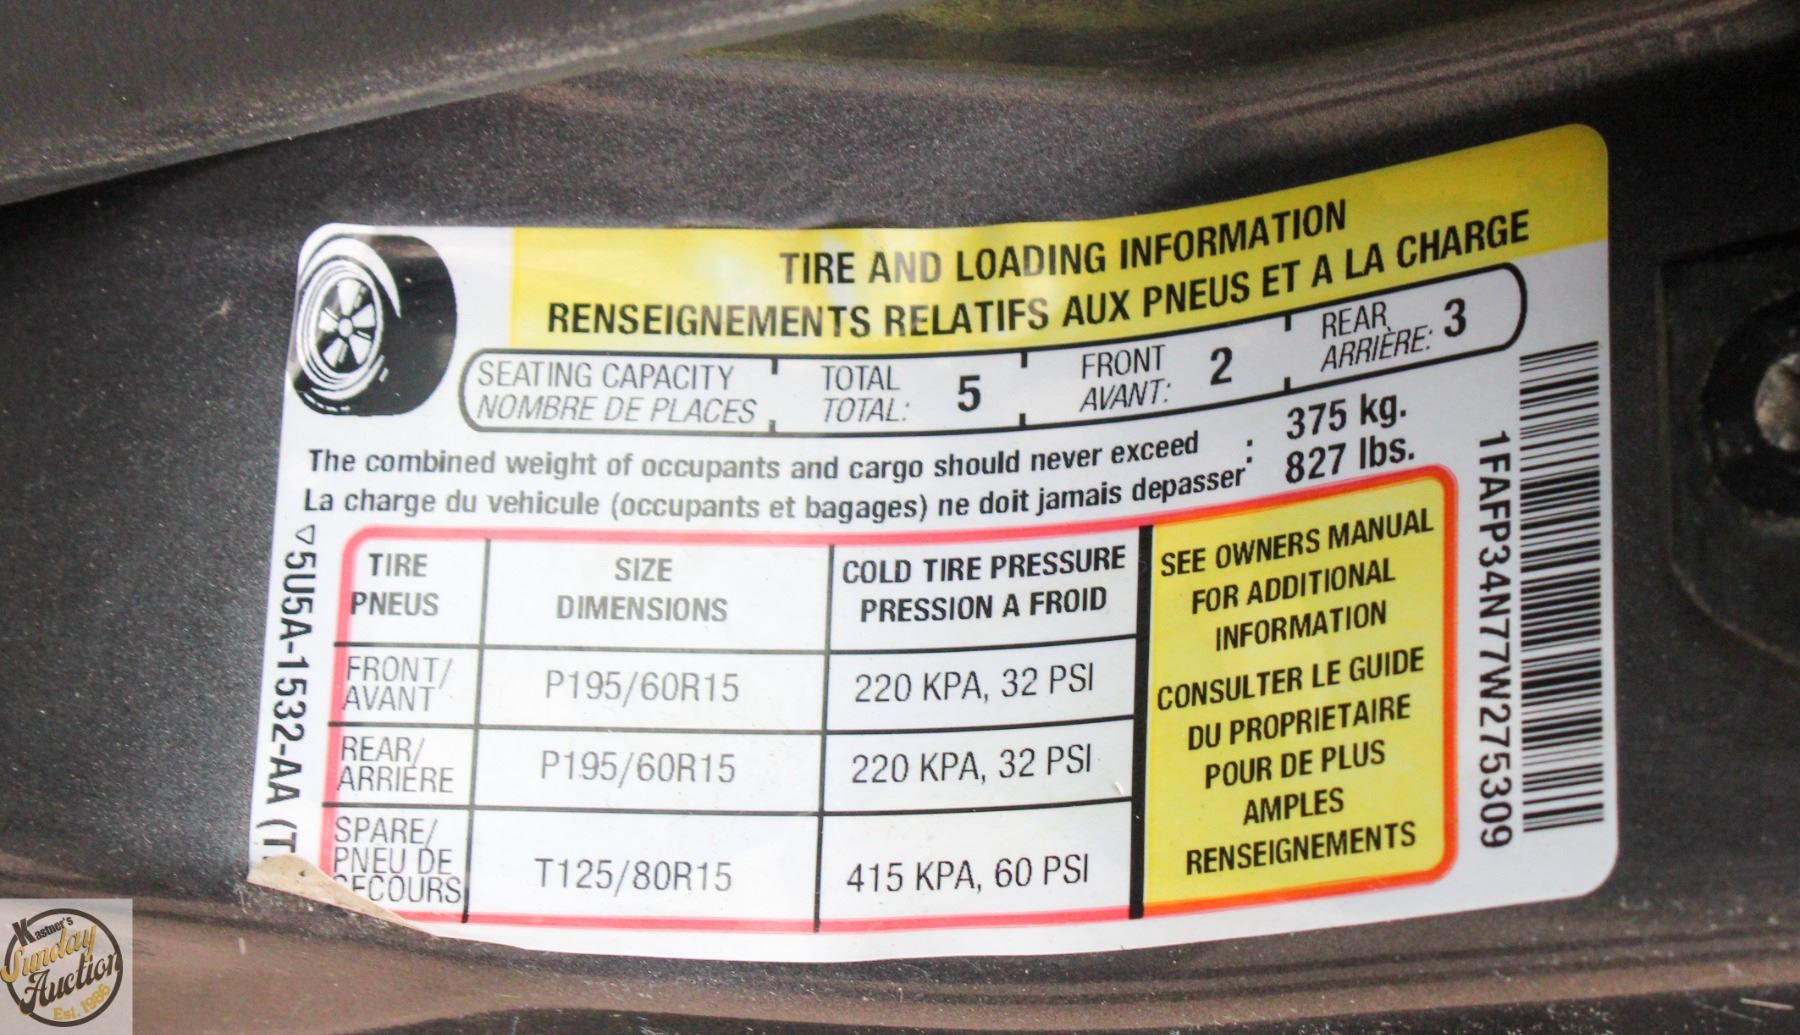 TIRE AND LOADING INFORMATION
RENSEIGNEMENTS RELATIFS AUX PNEUS ET A LA CHARGE
SEATING CAPACITY TOTAL 5 FRONT 2 REAR 3
NOMBRE DE PLACES TOTAL: AVANT: ARRIÈRE:
The combined weight of occupants and cargo should never exceed : 375 kg.
La charge du vehicule (occupants et bagages) ne doit jamais depasser 827 lbs.
TIRE SIZE COLD TIRE PRESSURE
PNEUS DIMENSIONS PRESSION A FROID
FRONT/
AVANT P195/60R15 220 KPA, 32 PSI
REAR/
ARRIÈRE P195/60R15 220 KPA, 32 PSI
SPARE/
PNEU DE
SECOURS T125/80R15 415 KPA, 60 PSI
SEE OWNERS MANUAL
FOR ADDITIONAL
INFORMATION
CONSULTER LE GUIDE
DU PROPRIETAIRE
POUR DE PLUS
AMPLES
RENSEIGNEMENTS
1FAFP34N77W275309
5U5A-1532-AA (T
Kastner's
Sunday
Auction
Est. 1986